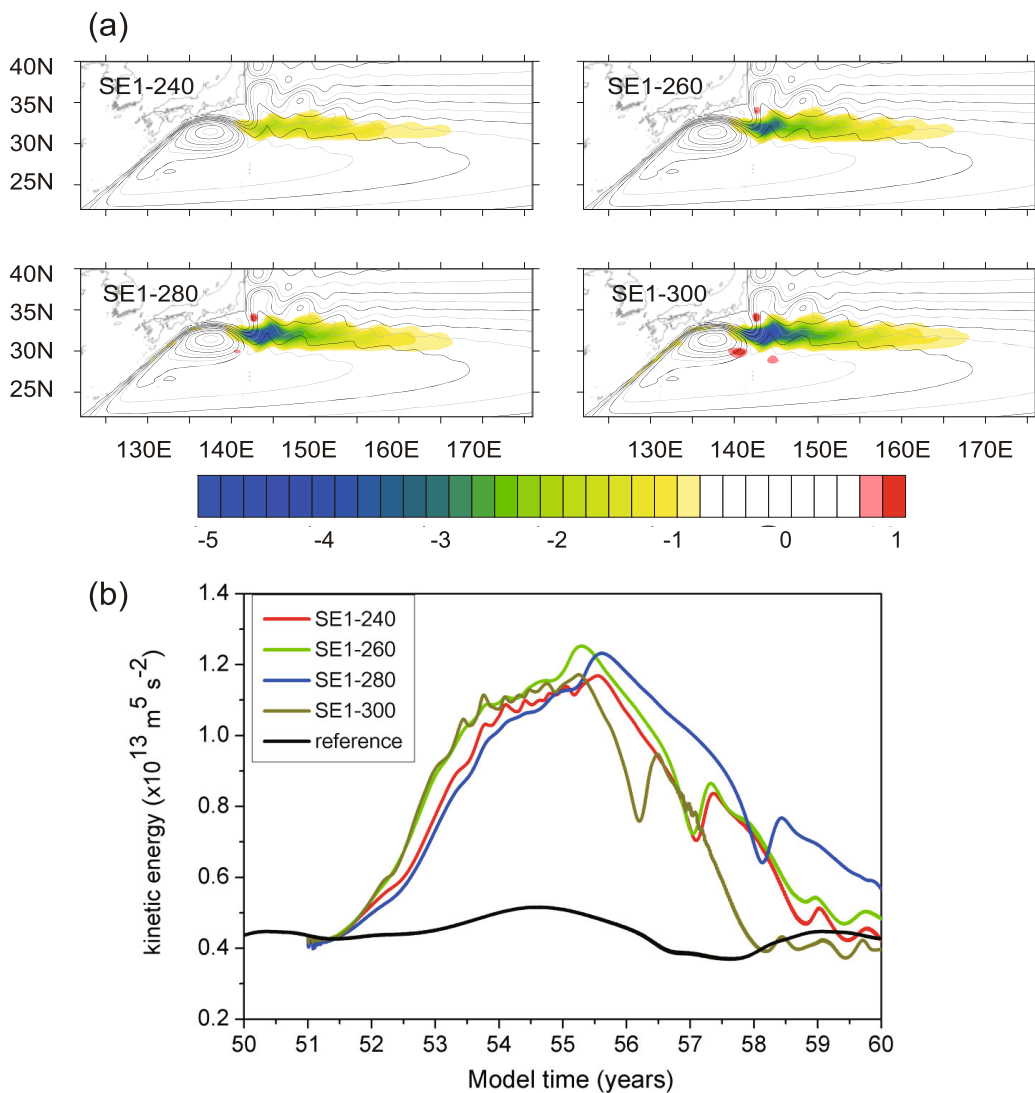 (a)
40N SE1-240 SE1-260
35N
30N
25N
40N SE1-280 SE1-300
35N
30N
25N
130E 140E 150E 160E 170E 130E 140E 150E 160E 170E
-5 -4 -3 -2 -1 0 1
(b)
1.4
1.2
1.0
0.8
0.6
0.4
0.2
kinetic energy (x10¹³ m⁵ s⁻²)
SE1-240
SE1-260
SE1-280
SE1-300
reference
50 51 52 53 54 55 56 57 58 59 60
Model time (years)